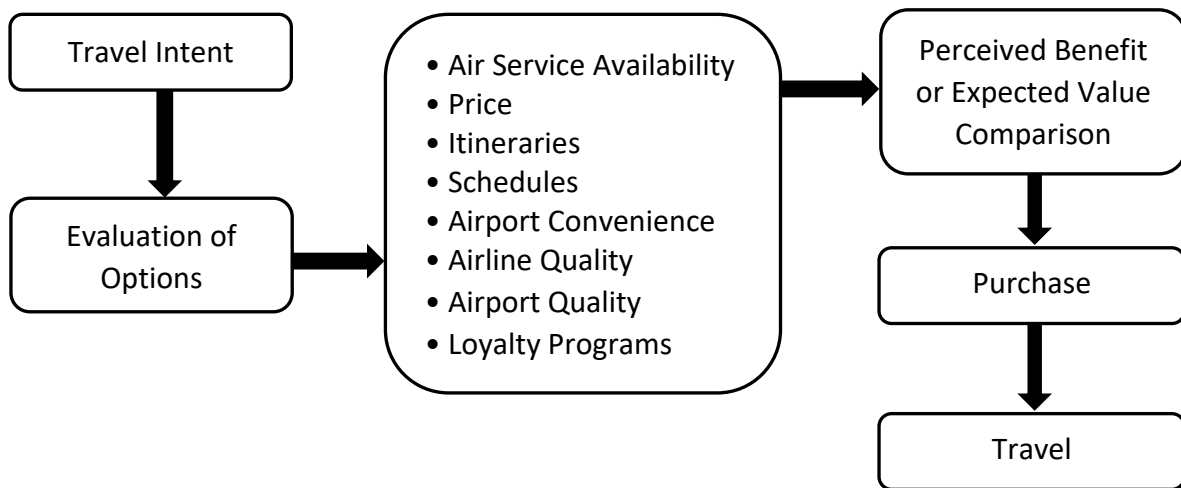 Travel Intent
Evaluation of
Options
• Air Service Availability
• Price
• Itineraries
• Schedules
• Airport Convenience
• Airline Quality
• Airport Quality
• Loyalty Programs
Perceived Benefit
or Expected Value
Comparison
Purchase
Travel